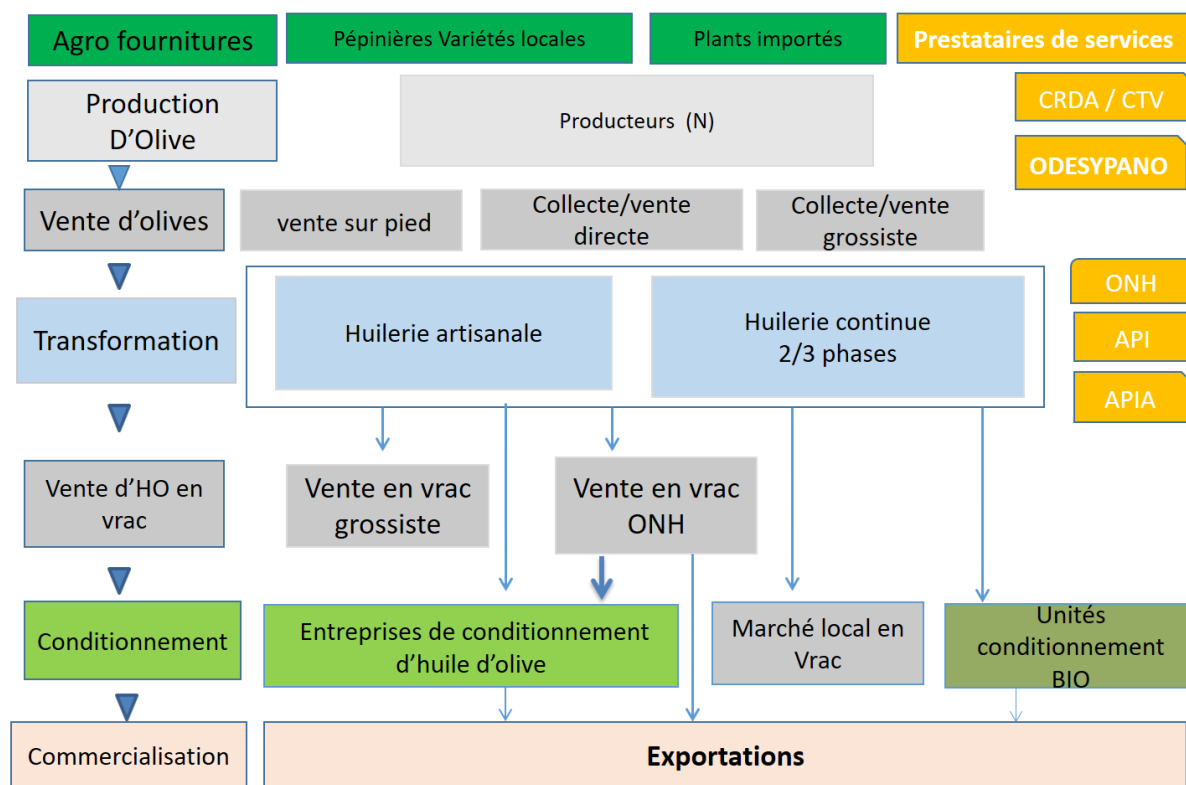 Agro fournitures
Pépinières Variétés locales
Plants importés
Prestataires de services
Production
D'Olive
Producteurs (N)
CRDA / CTV
ODESYPANO
Vente d'olives
vente sur pied
Collecte/vente
directe
Collecte/vente
grossiste
Transformation
Huilerie artisanale
Huilerie continue
2/3 phases
ONH
API
APIA
Vente d'HO en
vrac
Vente en vrac
grossiste
Vente en vrac
ONH
Conditionnement
Entreprises de conditionnement
d'huile d'olive
Marché local en
Vrac
Unités
conditionnement
BIO
Commercialisation
Exportations